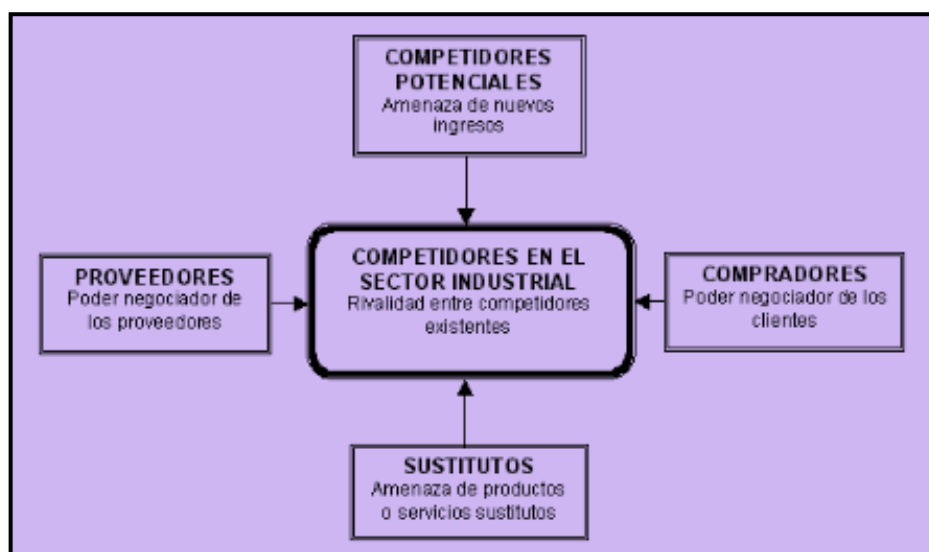 COMPETIDORES
POTENCIALES
Amenaza de nuevos
ingresos
PROVEEDORES
Poder negociador de
los proveedores
COMPETIDORES EN EL
SECTOR INDUSTRIAL
Rivalidad entre competidores
existentes
COMPRADORES
Poder negociador de los
clientes
SUSTITUTOS
Amenaza de productos
o servicios sustitutos